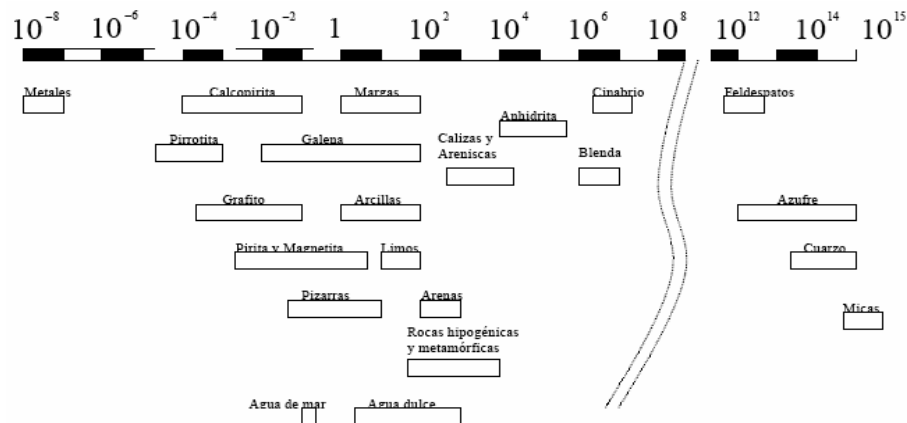 10⁻⁸ 10⁻⁶ 10⁻⁴ 10⁻² 1 10² 10⁴ 10⁶ 10⁸ 10¹² 10¹⁴ 10¹⁵
Metales Calcopirita Margas Cinabrio Feldespatos
Anhidrita
Pirrotita Galena Calizas y
Areniscas Blenda
Grafito Arcillas Azufre
Pirita y Magnetita Limos Cuarzo
Pizarras Arenas
Micas
Rocas hipogénicas
y metamórficas
Agua de mar Agua dulce